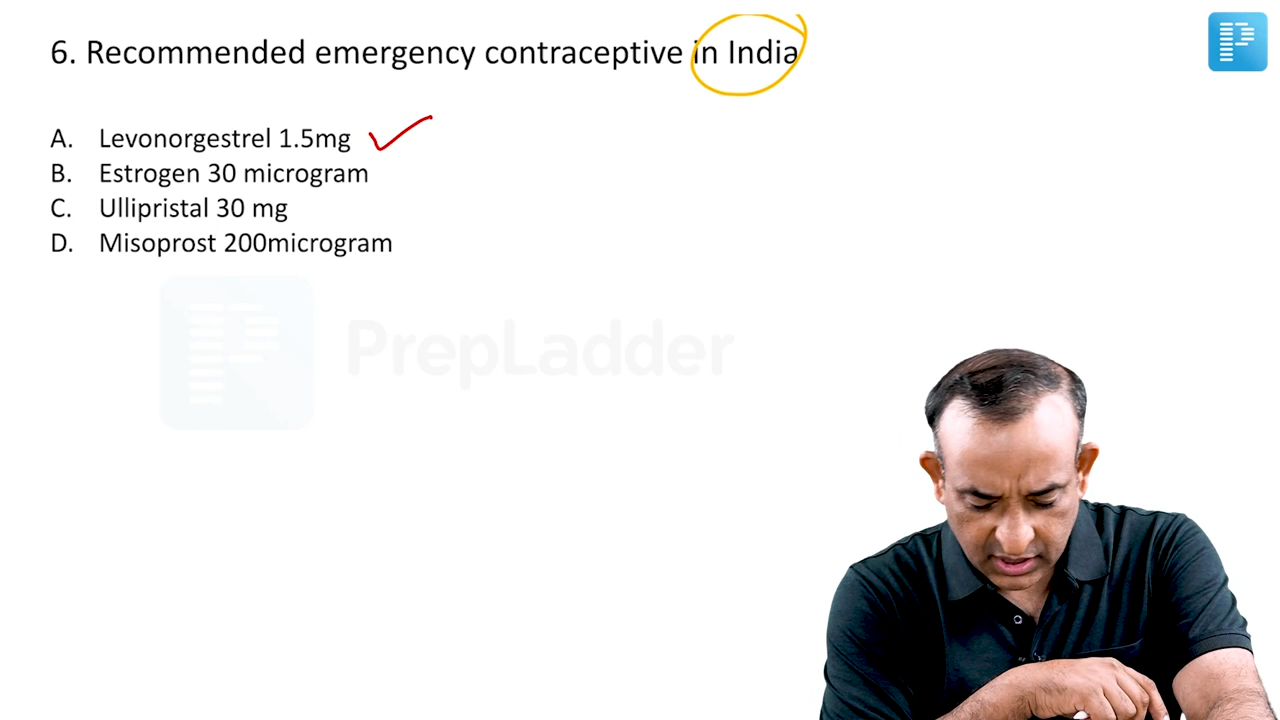 6. Recommended emergency contraceptive in India
A. Levonorgestrel 1.5mg
B. Estrogen 30 microgram
C. Ullipristal 30 mg
D. Misoprost 200microgram
PrepLadder